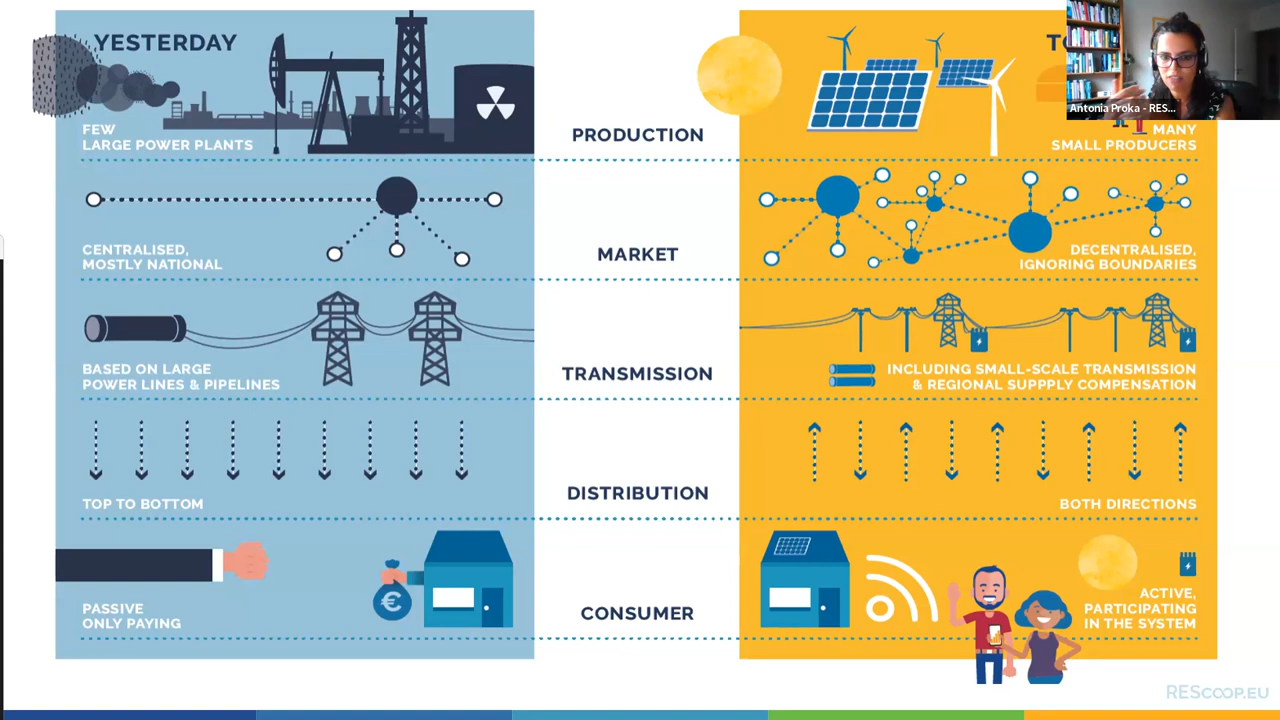 YESTERDAY
TO
Antonia Proka - RES...
FEW
LARGE POWER PLANTS
PRODUCTION
MANY
SMALL PRODUCERS
CENTRALISED,
MOSTLY NATIONAL
MARKET
DECENTRALISED,
IGNORING BOUNDARIES
BASED ON LARGE
POWER LINES & PIPELINES
TRANSMISSION
INCLUDING SMALL-SCALE TRANSMISSION
& REGIONAL SUPPPLY COMPENSATION
TOP TO BOTTOM
DISTRIBUTION
BOTH DIRECTIONS
€
PASSIVE
ONLY PAYING
CONSUMER
ACTIVE,
PARTICIPATING
IN THE SYSTEM
REScoop.eu